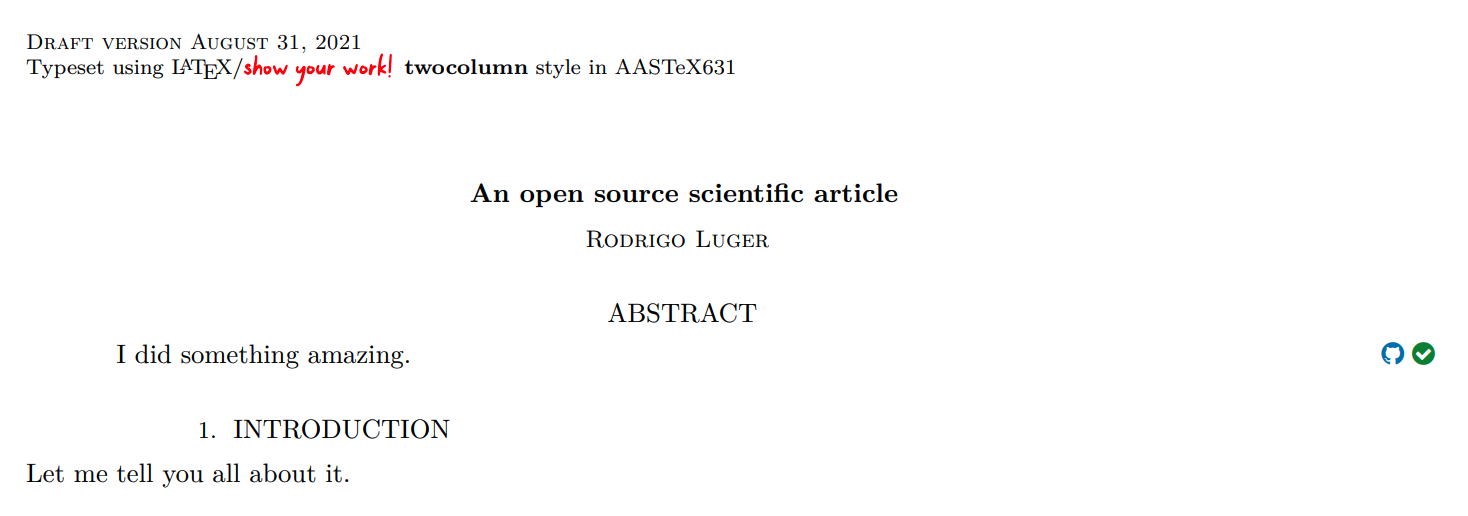 Draft version August 31, 2021
Typeset using LATEX/show your work! twocolumn style in AASTeX631
An open source scientific article
Rodrigo Luger
ABSTRACT
I did something amazing.
1. INTRODUCTION
Let me tell you all about it.